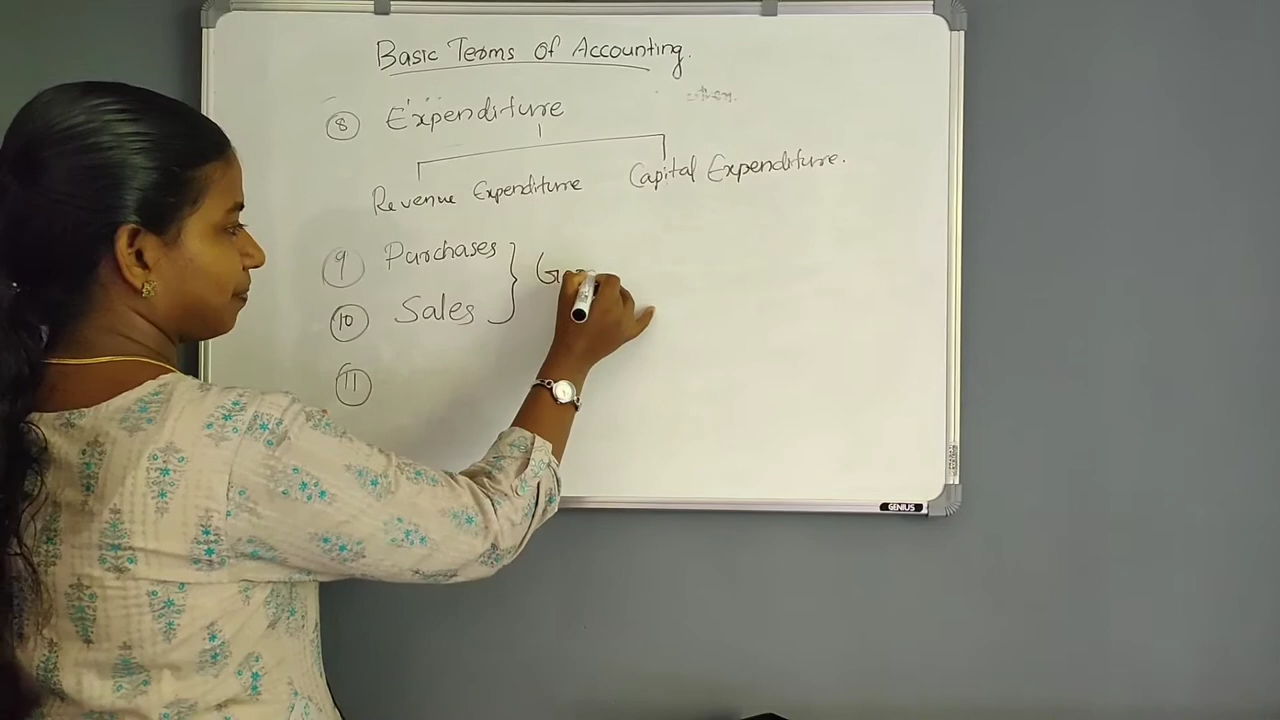 Basic Terms Of Accounting.
8 Expenditure
Revenue Expenditure Capital Expenditure.
9 Purchases
10 Sales
11
GENIUS